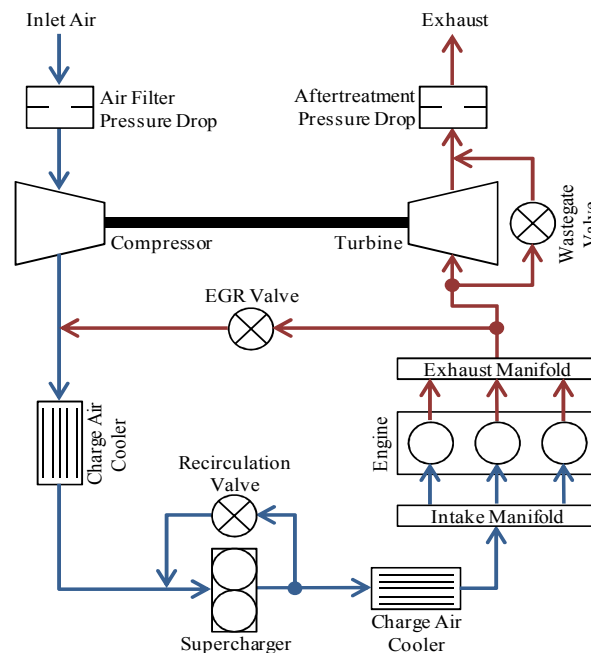 Inlet Air
Exhaust
Air Filter
Pressure Drop
Aftertreatment
Pressure Drop
Compressor
Turbine
Wastegate
Valve
EGR Valve
Exhaust Manifold
Charge Air
Cooler
Engine
Recirculation
Valve
Intake Manifold
Supercharger
Charge Air
Cooler